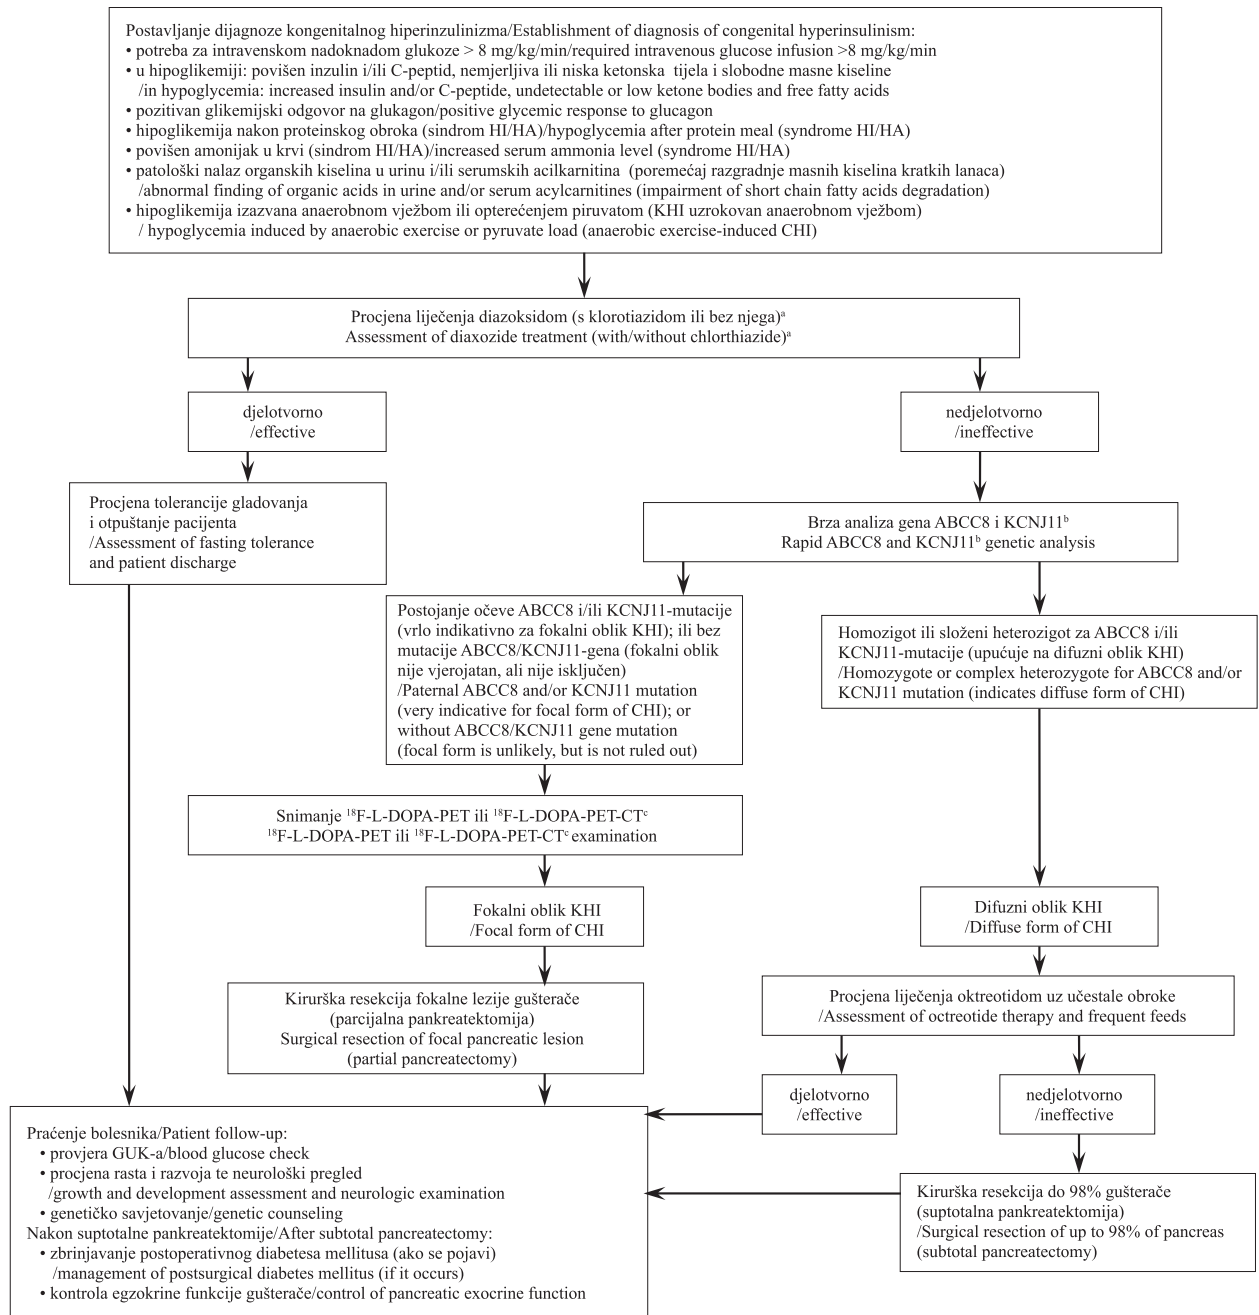 Postavljanje dijagnoze kongenitalnog hiperinzulinizma/Establishment of diagnosis of congenital hyperinsulinism:
• potreba za intravenskom nadoknadom glukoze > 8 mg/kg/min/required intravenous glucose infusion >8 mg/kg/min
• u hipoglikemiji: povišen inzulin i/ili C-peptid, nemjerljiva ili niska ketonska tijela i slobodne masne kiseline
/in hypoglycemia: increased insulin and/or C-peptide, undetectable or low ketone bodies and free fatty acids
• pozitivan glikemijski odgovor na glukagon/positive glycemic response to glucagon
• hipoglikemija nakon proteinskog obroka (sindrom HI/HA)/hypoglycemia after protein meal (syndrome HI/HA)
• povišen amonijak u krvi (sindrom HI/HA)/increased serum ammonia level (syndrome HI/HA)
• patološki nalaz organskih kiselina u urinu i/ili serumskih acilkarnitina (poremećaj razgradnje masnih kiselina kratkih lanaca)
/abnormal finding of organic acids in urine and/or serum acylcarnitines (impairment of short chain fatty acids degradation)
• hipoglikemija izazvana anaerobnom vježbom ili opterećenjem piruvatom (KHI uzrokovan anaerobnom vježbom)
/ hypoglycemia induced by anaerobic exercise or pyruvate load (anaerobic exercise-induced CHI)
Procjena liječenja diazoksidom (s klorotiazidom ili bez njega)ᵃ
Assessment of diaxozide treatment (with/without chlorthiazide)ᵃ
djelotvorno
/effective
nedjelotvorno
/ineffective
Procjena tolerancije gladovanja
i otpuštanje pacijenta
/Assessment of fasting tolerance
and patient discharge
Brza analiza gena ABCC8 i KCNJ11ᵇ
Rapid ABCC8 and KCNJ11ᵇ genetic analysis
Postojanje očeve ABCC8 i/ili KCNJ11-mutacije
(vrlo indikativno za fokalni oblik KHI); ili bez
mutacije ABCC8/KCNJ11-gena (fokalni oblik
nije vjerojatan, ali nije isključen)
/Paternal ABCC8 and/or KCNJ11 mutation
(very indicative for focal form of CHI); or
without ABCC8/KCNJ11 gene mutation
(focal form is unlikely, but is not ruled out)
Homozigot ili složeni heterozigot za ABCC8 i/ili
KCNJ11-mutacije (upućuje na difuzni oblik KHI)
/Homozygote or complex heterozygote for ABCC8 and/or
KCNJ11 mutation (indicates diffuse form of CHI)
Snimanje ¹⁸F-L-DOPA-PET ili ¹⁸F-L-DOPA-PET-CTᶜ
¹⁸F-L-DOPA-PET ili ¹⁸F-L-DOPA-PET-CTᶜ examination
Fokalni oblik KHI
/Focal form of CHI
Difuzni oblik KHI
/Diffuse form of CHI
Kirurška resekcija fokalne lezije gušterače
(parcijalna pankreatektomija)
Surgical resection of focal pancreatic lesion
(partial pancreatectomy)
Procjena liječenja oktreotidom uz učestale obroke
/Assessment of octreotide therapy and frequent feeds
djelotvorno
/effective
nedjelotvorno
/ineffective
Praćenje bolesnika/Patient follow-up:
• provjera GUK-a/blood glucose check
• procjena rasta i razvoja te neurološki pregled
/growth and development assessment and neurologic examination
• genetičko savjetovanje/genetic counseling
Nakon suptotalne pankreatektomije/After subtotal pancreatectomy:
• zbrinjavanje postoperativnog diabetesa mellitusa (ako se pojavi)
/management of postsurgical diabetes mellitus (if it occurs)
• kontrola egzokrine funkcije gušterače/control of pancreatic exocrine function
Kirurška resekcija do 98% gušterače
(suptotalna pankreatektomija)
/Surgical resection of up to 98% of pancreas
(subtotal pancreatectomy)